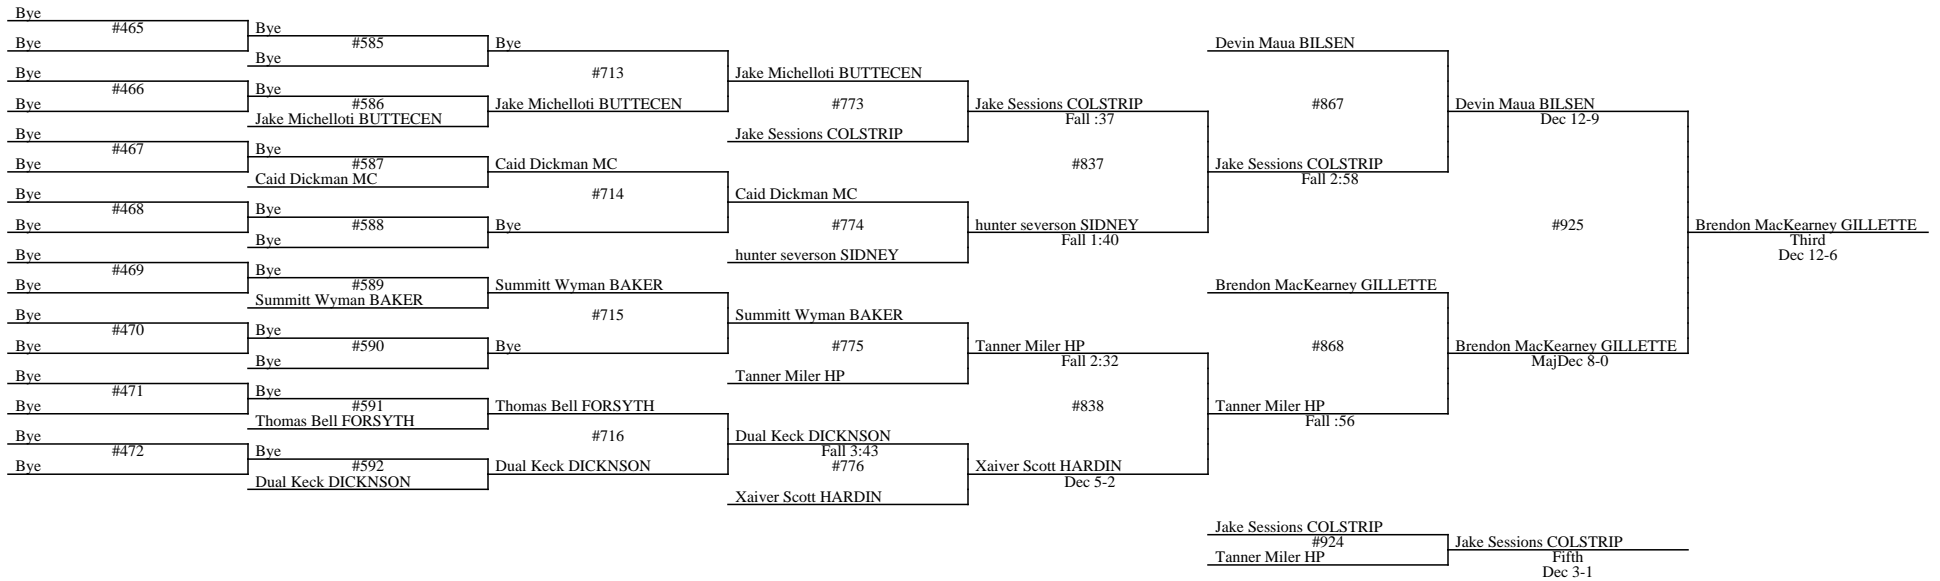 Bye
#465
Bye
Bye
#466
Bye
Bye
#467
Bye
Bye
#468
Bye
Bye
#469
Bye
Bye
#470
Bye
Bye
#471
Bye
Bye
#472
Bye
Bye
#585
Bye
Bye
#586
Jake Michelloti BUTTECEN
Bye
#587
Caid Dickman MC
Bye
#588
Bye
Bye
#589
Summitt Wyman BAKER
Bye
#590
Bye
Bye
#591
Thomas Bell FORSYTH
Bye
#592
Dual Keck DICKNSON
Bye
#713
Jake Michelloti BUTTECEN
Caid Dickman MC
#714
Bye
Summitt Wyman BAKER
#715
Bye
Thomas Bell FORSYTH
#716
Dual Keck DICKNSON
Jake Michelloti BUTTECEN
#773
Jake Sessions COLSTRIP
Caid Dickman MC
#774
hunter severson SIDNEY
Summitt Wyman BAKER
#775
Tanner Miler HP
Dual Keck DICKNSON
Fall 3:43
#776
Xaiver Scott HARDIN
Jake Sessions COLSTRIP
Fall :37
#837
hunter severson SIDNEY
Fall 1:40
Tanner Miler HP
Fall 2:32
#838
Xaiver Scott HARDIN
Dec 5-2
Devin Maua BILSEN
#867
Jake Sessions COLSTRIP
Fall 2:58
Brendon MacKearney GILLETTE
#868
Tanner Miler HP
Fall :56
Devin Maua BILSEN
Dec 12-9
#925
Brendon MacKearney GILLETTE
MajDec 8-0
Brendon MacKearney GILLETTE
Third
Dec 12-6
Jake Sessions COLSTRIP
#924
Tanner Miler HP
Jake Sessions COLSTRIP
Fifth
Dec 3-1